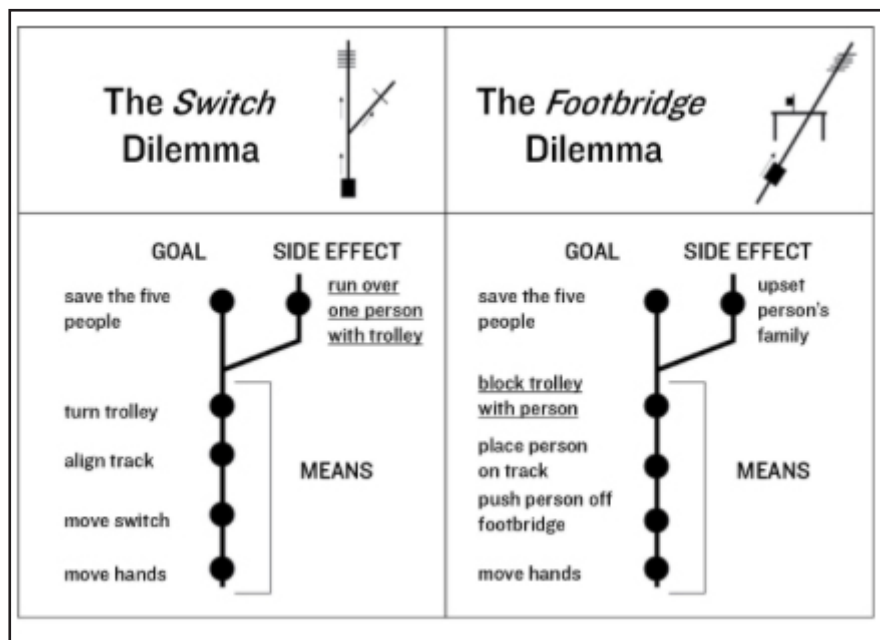 The Switch
Dilemma
The Footbridge
Dilemma
GOAL
SIDE EFFECT
save the five
people
run over
one person
with trolley
turn trolley
align track
MEANS
move switch
move hands
GOAL
SIDE EFFECT
save the five
people
upset
person's
family
block trolley
with person
place person
on track
MEANS
push person off
footbridge
move hands